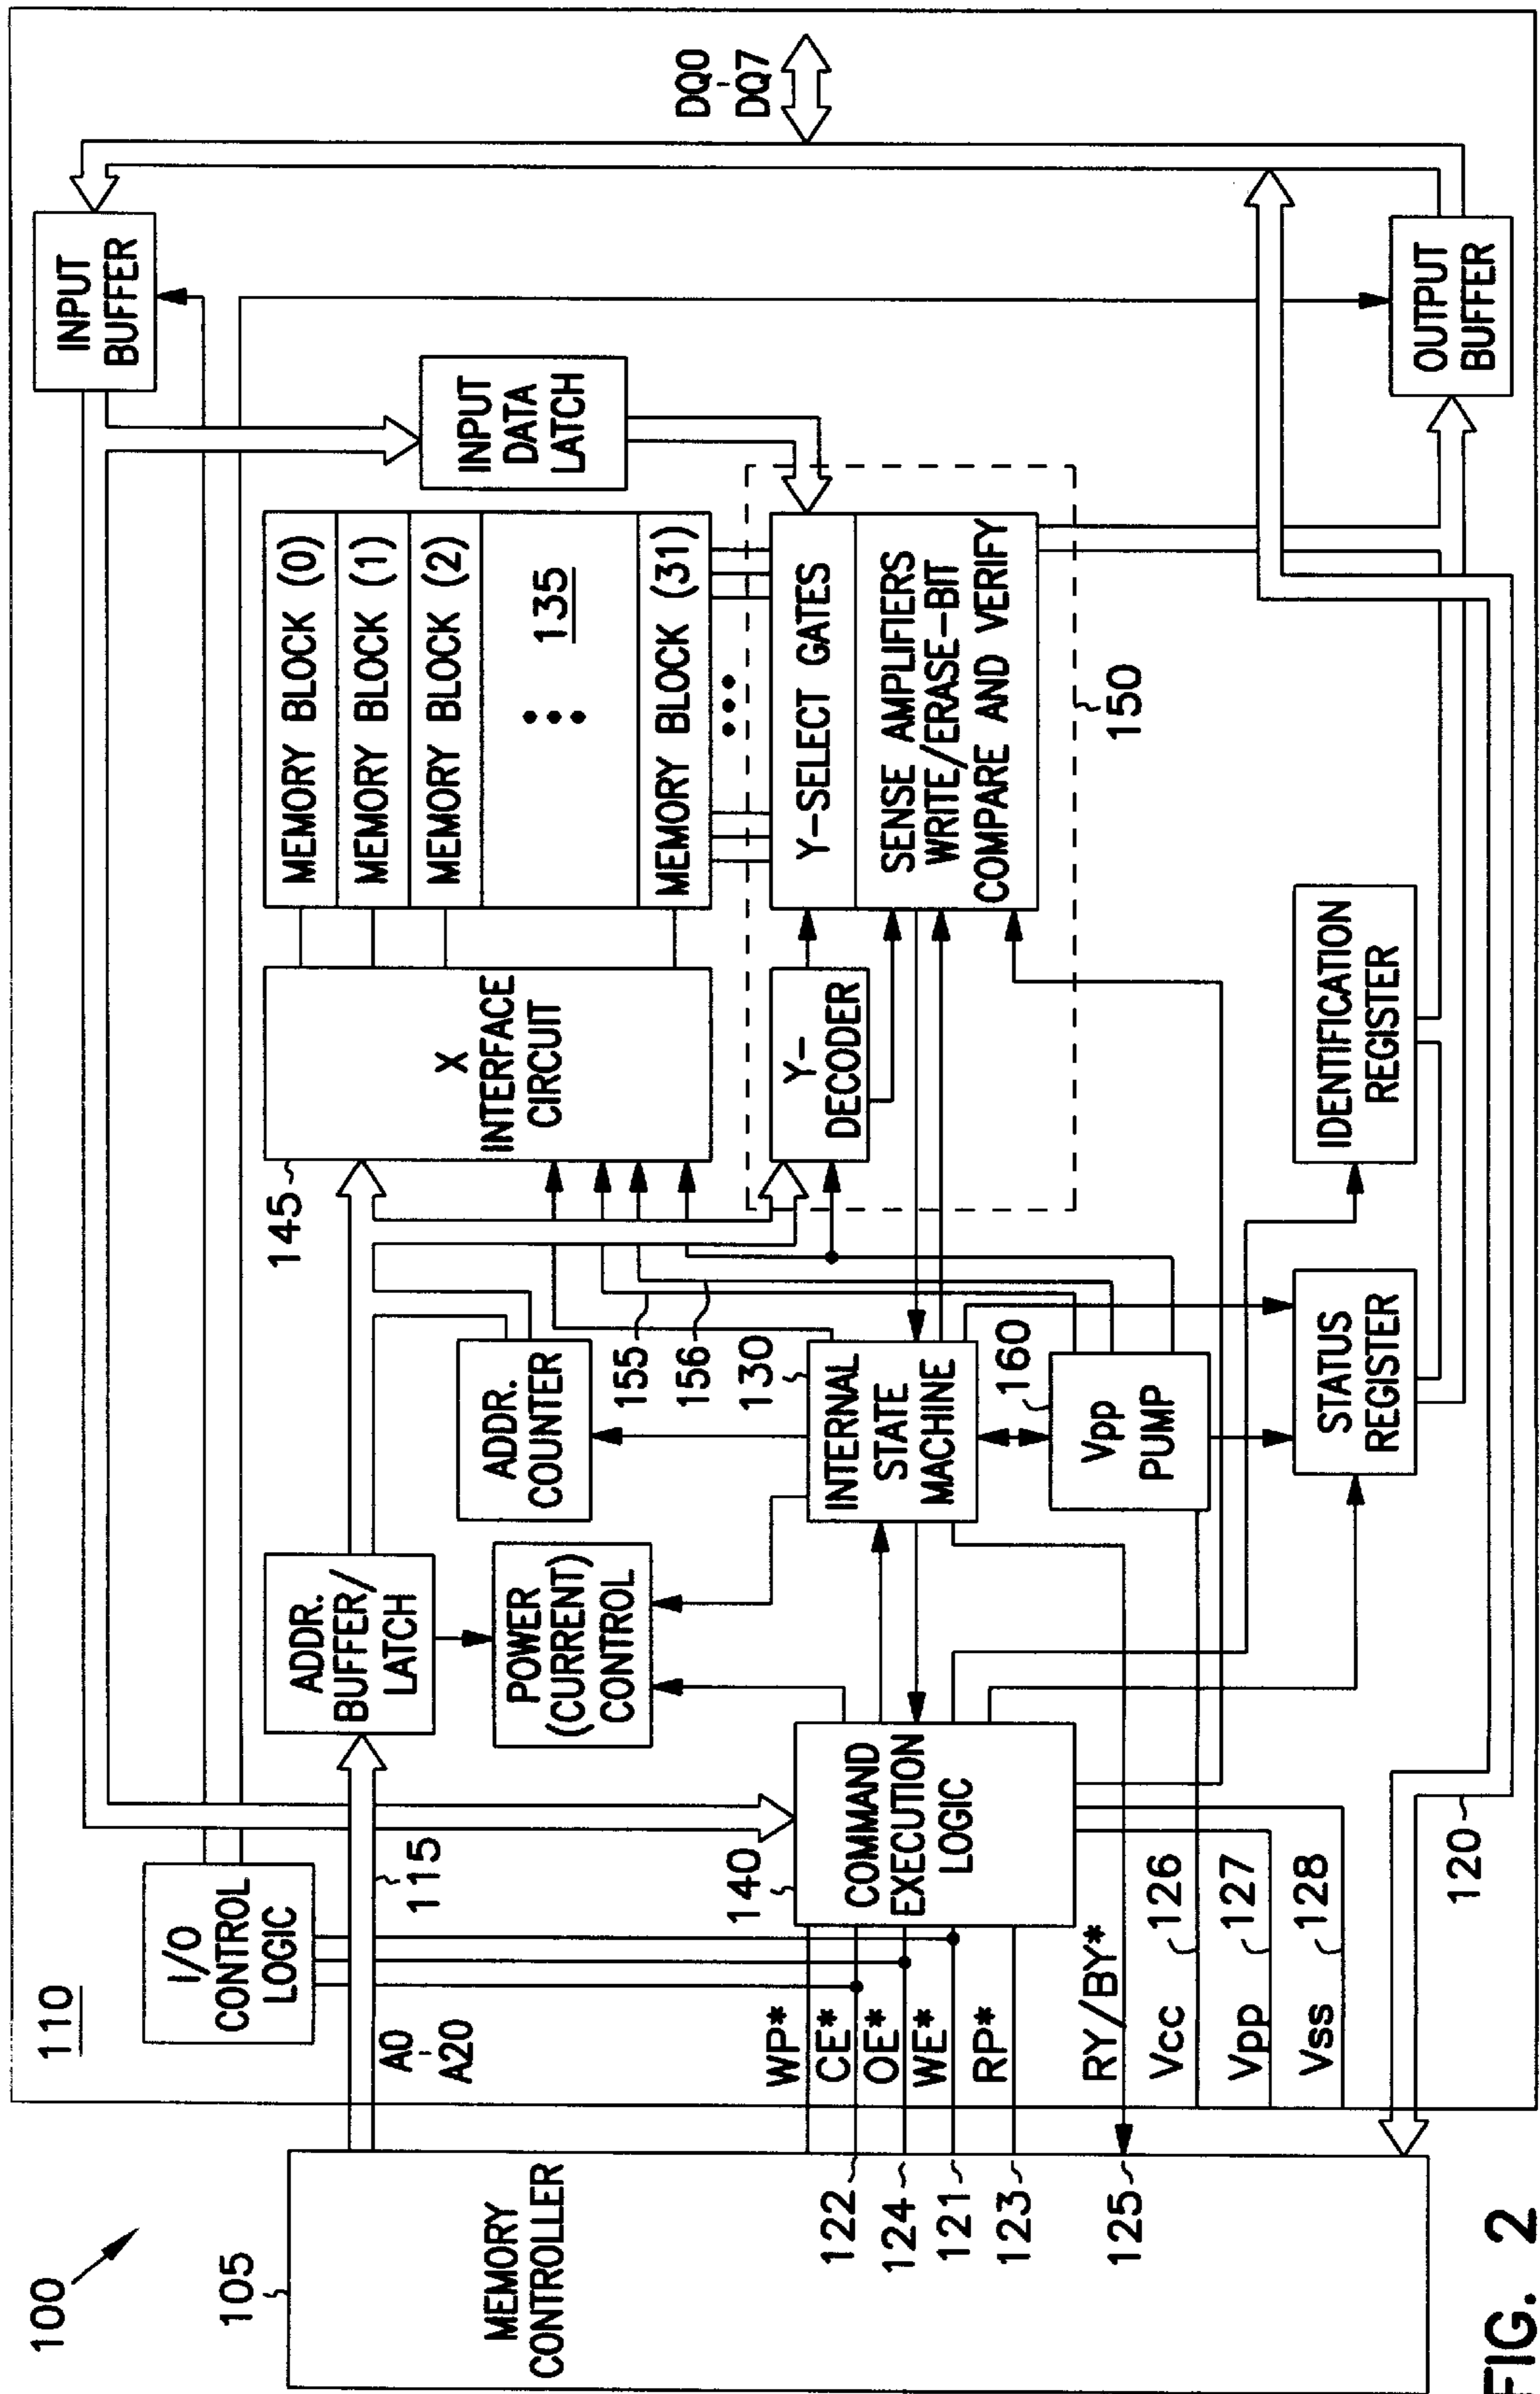 100
105
MEMORY
CONTROLLER
110
I/O
CONTROL
LOGIC
A0
A20
115
ADDR.
BUFFER/
LATCH
POWER
(CURRENT)
CONTROL
ADDR.
COUNTER
145
X
INTERFACE
CIRCUIT
MEMORY BLOCK (0)
MEMORY BLOCK (1)
MEMORY BLOCK (2)
135
MEMORY BLOCK (31)
INPUT
BUFFER
INPUT
DATA
LATCH
DQ0
DQ7
WP*
CE*
OE*
WE*
RP*
RY/BY*
122
124
121
123
125
Vcc
126
Vpp
127
Vss
128
140
COMMAND
EXECUTION
LOGIC
155
156
130
INTERNAL
STATE
MACHINE
160
Vpp
PUMP
Y-
DECODER
Y-SELECT GATES
SENSE AMPLIFIERS
WRITE/ERASE-BIT
COMPARE AND VERIFY
150
STATUS
REGISTER
IDENTIFICATION
REGISTER
OUTPUT
BUFFER
120
FIG. 2